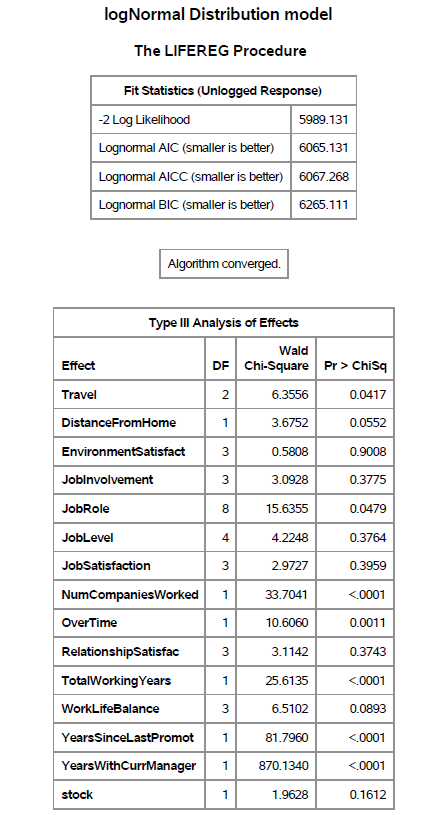 logNormal Distribution model
The LIFEREG Procedure
Fit Statistics (Unlogged Response)
-2 Log Likelihood 5989.131
Lognormal AIC (smaller is better) 6065.131
Lognormal AICC (smaller is better) 6067.268
Lognormal BIC (smaller is better) 6265.111
Algorithm converged.
Type III Analysis of Effects
Wald
Effect DF Chi-Square Pr > ChiSq
Travel 2 6.3556 0.0417
DistanceFromHome 1 3.6752 0.0552
EnvironmentSatisfact 3 0.5808 0.9008
JobInvolvement 3 3.0928 0.3775
JobRole 8 15.6355 0.0479
JobLevel 4 4.2248 0.3764
JobSatisfaction 3 2.9727 0.3959
NumCompaniesWorked 1 33.7041 <.0001
OverTime 1 10.6060 0.0011
RelationshipSatisfac 3 3.1142 0.3743
TotalWorkingYears 1 25.6135 <.0001
WorkLifeBalance 3 6.5102 0.0893
YearsSinceLastPromot 1 81.7960 <.0001
YearsWithCurrManager 1 870.1340 <.0001
stock 1 1.9628 0.1612